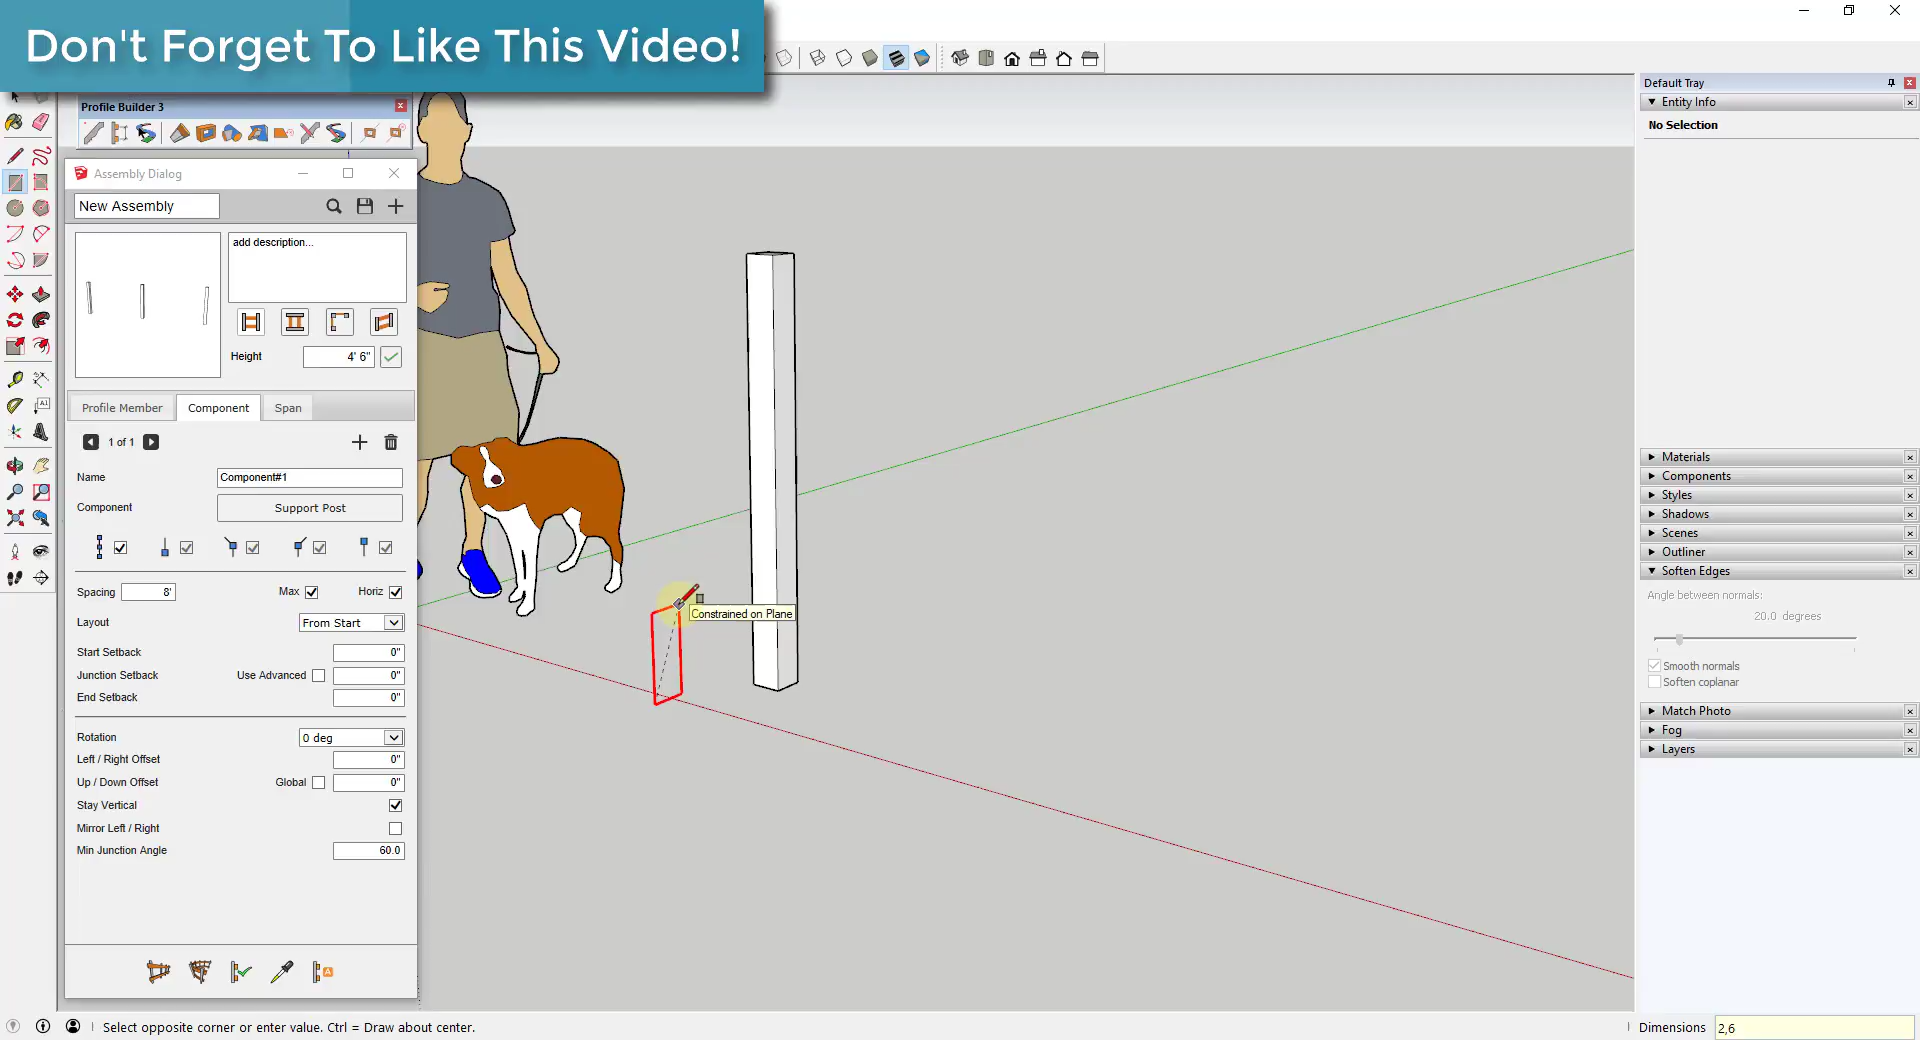 Don't Forget To Like This Video!
Profile Builder 3
Assembly Dialog
New Assembly
add description...
Height
4' 6"
Profile Member
Component
Span
1 of 1
Name
Component#1
Component
Support Post
Spacing
8'
Max
Horiz
Layout
From Start
Start Setback
0"
Junction Setback
Use Advanced
0"
End Setback
0"
Rotation
0 deg
Left / Right Offset
0"
Up / Down Offset
Global
0"
Stay Vertical
Mirror Left / Right
Min Junction Angle
60.0
Constrained on Plane
Default Tray
Entity Info
No Selection
Materials
Components
Styles
Shadows
Scenes
Outliner
Soften Edges
Angle between normals:
20.0 degrees
Smooth normals
Soften coplanar
Match Photo
Fog
Layers
Select opposite corner or enter value. Ctrl = Draw about center.
Dimensions
2,6